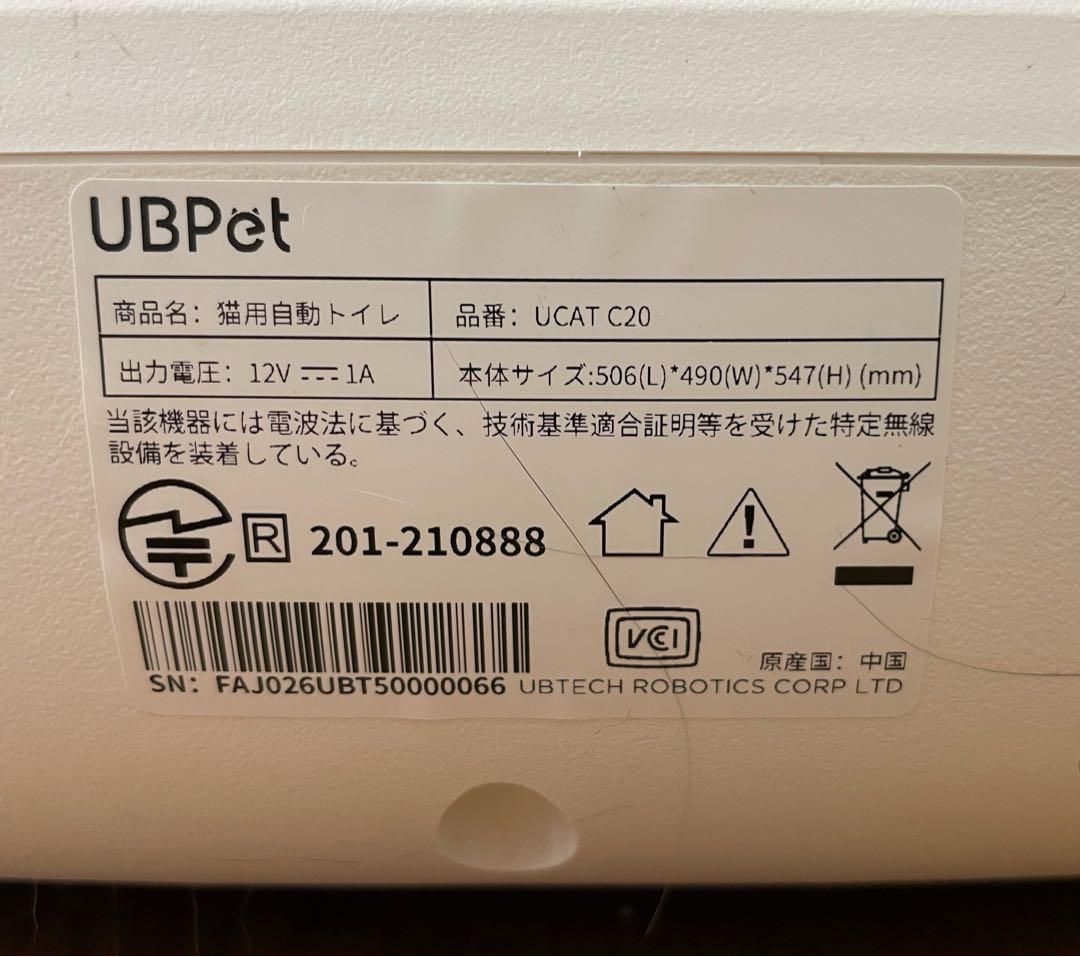 UBPet
商品名：猫用自動トイレ 品番：UCAT C20
出力電圧：12V⎓1A 本体サイズ:506(L)*490(W)*547(H) (mm)
当該機器には電波法に基づく、技術基準適合証明等を受けた特定無線
設備を装着している。
R 201-210888
VCCI
原産国：中国
SN：FAJ026UBT50000066 UBTECH ROBOTICS CORP LTD